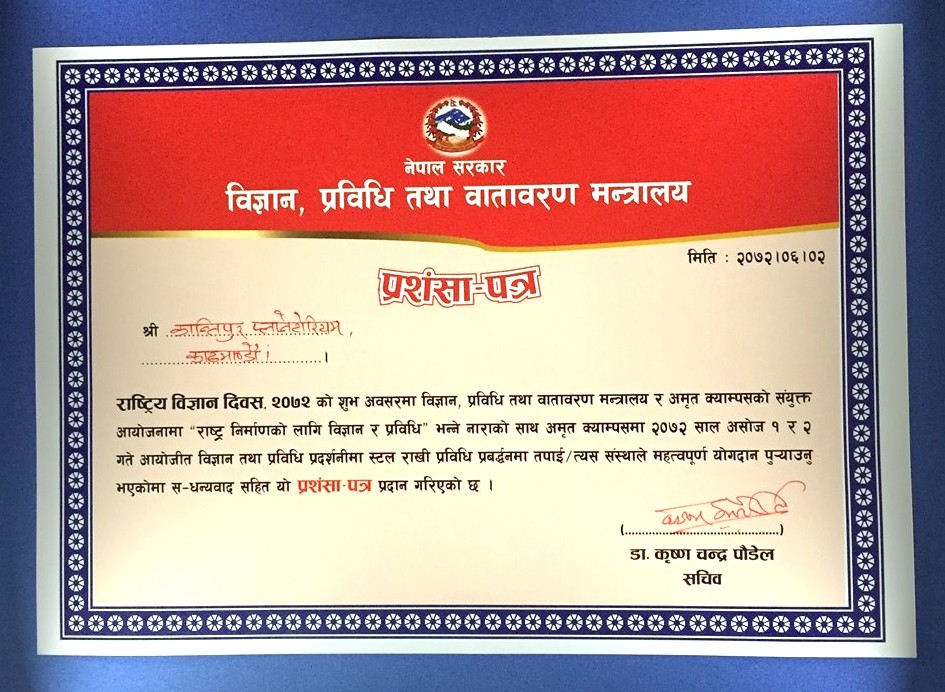 नेपाल सरकार
विज्ञान, प्रविधि तथा वातावरण मन्त्रालय
मिति : २०७२।०६।०२
प्रशंसा-पत्र
श्री कान्तिपुर प्लानेटोरियम,
काठमाण्डौं ।
राष्ट्रिय विज्ञान दिवस, २०७२ को शुभ अवसरमा विज्ञान, प्रविधि तथा वातावरण मन्त्रालय र अमृत क्याम्पसको संयुक्त
आयोजनामा "राष्ट्र निर्माणको लागि विज्ञान र प्रविधि" भन्ने नाराको साथ अमृत क्याम्पसमा २०७२ साल असोज १ र २
गते आयोजीत विज्ञान तथा प्रविधि प्रदर्शनीमा स्टल राखी प्रविधि प्रबर्द्धनमा तपाई/त्यस संस्थाले महत्वपूर्ण योगदान पुऱ्याउनु
भएकोमा स-धन्यवाद सहित यो प्रशंसा-पत्र प्रदान गरिएको छ ।
(..............................)
डा. कृष्ण चन्द्र पौडेल
सचिव